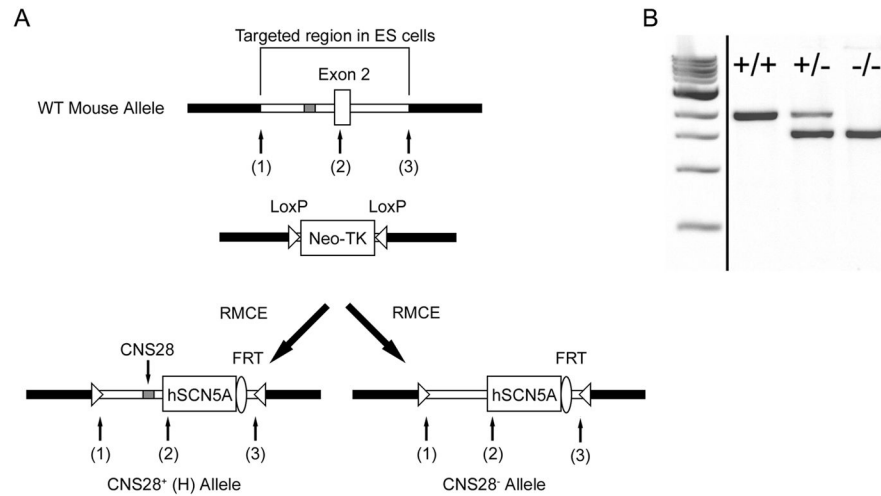 A
Targeted region in ES cells
Exon 2
WT Mouse Allele
(1) (2) (3)
LoxP LoxP
Neo-TK
RMCE RMCE
CNS28 FRT FRT
hSCN5A hSCN5A
(1) (2) (3) (1) (2) (3)
CNS28⁺ (H) Allele CNS28⁻ Allele
B
+/+ +/- -/-